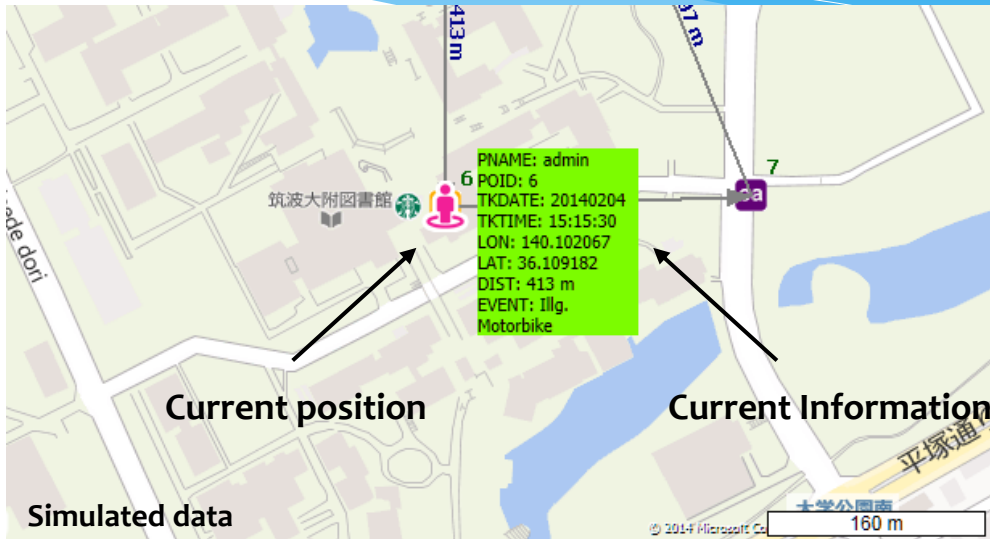 413 m
7 m
7
6
PNAME: admin
POID: 6
TKDATE: 20140204
TKTIME: 15:15:30
LON: 140.102067
LAT: 36.109182
DIST: 413 m
EVENT: Illg.
Motorbike
筑波大附図書館
ede dori
Current position
Current Information
平塚通
大学公園南
Simulated data
© 2014 Microsoft Co
160 m